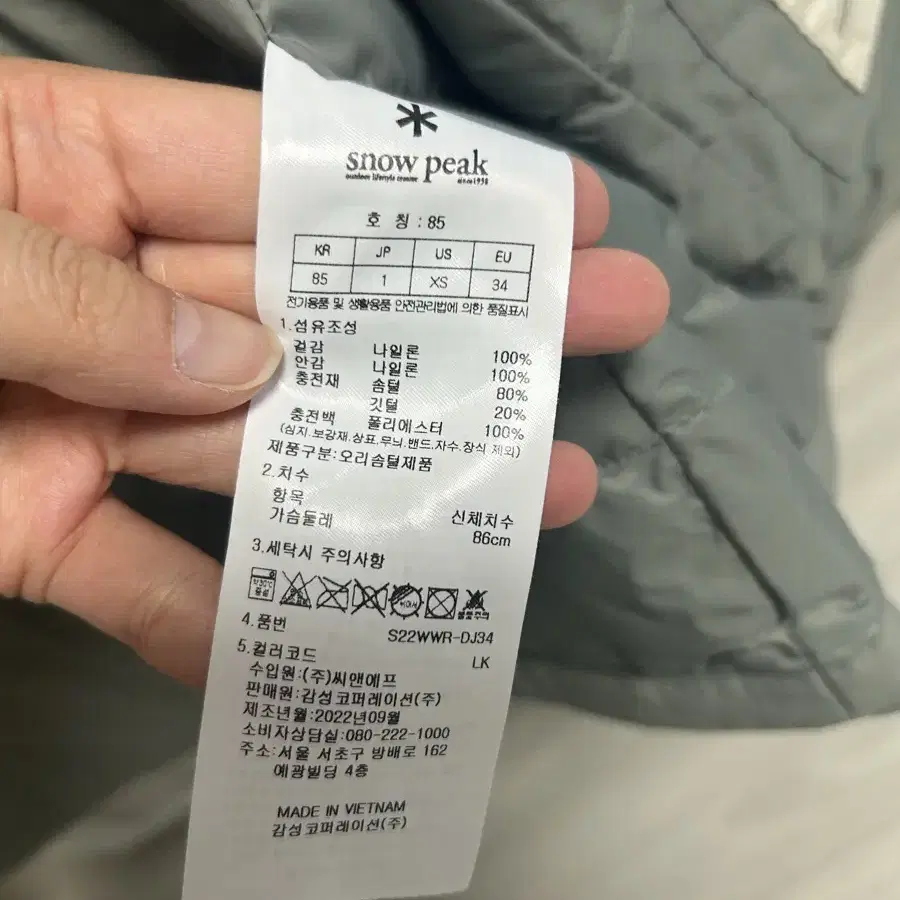 snow peak
outdoor lifestyle creator since1958
호 칭 : 85
KR JP US EU
85 1 XS 34
전기용품 및 생활용품 안전관리법에 의한 품질표시
1.섬유조성
겉감 나일론 100%
안감 나일론 100%
충전재 솜털 80%
깃털 20%
충전백 폴리에스터 100%
(심지.보강재.상표.무늬.밴드.자수.장식 제외)
제품구분:오리솜털제품
2.치수
항목 신체치수
가슴둘레 86cm
3.세탁시 주의사항
약30℃
중성
4.품번 S22WWR-DJ34
5.컬러코드 LK
수입원:(주)씨앤에프
판매원:감성코퍼레이션(주)
제조년월:2022년09월
소비자상담실:080-222-1000
주소:서울 서초구 방배로 162
예광빌딩 4층
MADE IN VIETNAM
감성코퍼레이션(주)